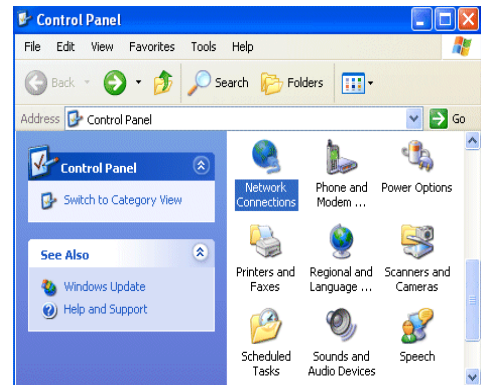 Control Panel
File Edit View Favorites Tools Help
Back Search Folders
Address Control Panel Go
Control Panel
Switch to Category View
See Also
Windows Update
Help and Support
Network
Connections
Phone and
Modem ...
Power Options
Printers and
Faxes
Regional and
Language ...
Scanners and
Cameras
Scheduled
Tasks
Sounds and
Audio Devices
Speech